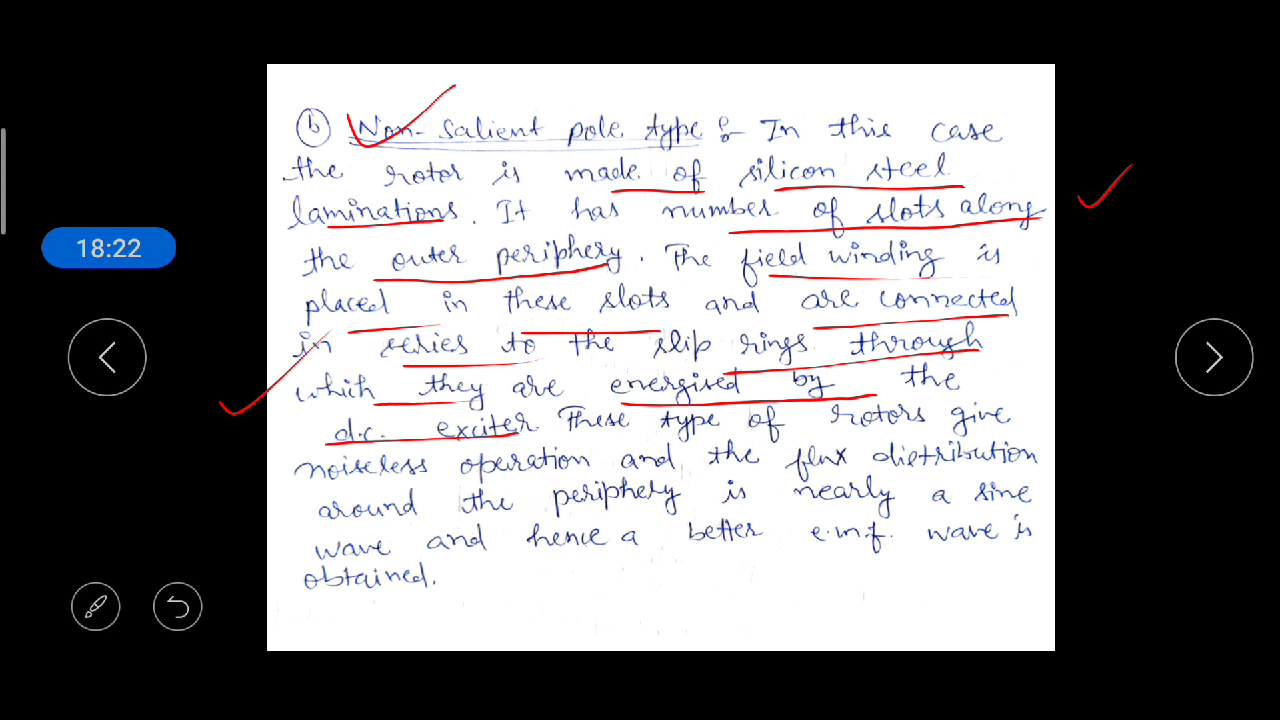 (b) Non-Salient pole type :- In this case
the rotor is made of silicon steel
laminations. It has number of slots along
the outer periphery. The field winding is
placed in these slots and are connected
in series to the slip rings through
which they are energised by the
d.c. exciter These type of rotors give
noiseless operation and the flux distribution
around the periphery is nearly a sine
wave and hence a better e.m.f. wave is
obtained.
18:22